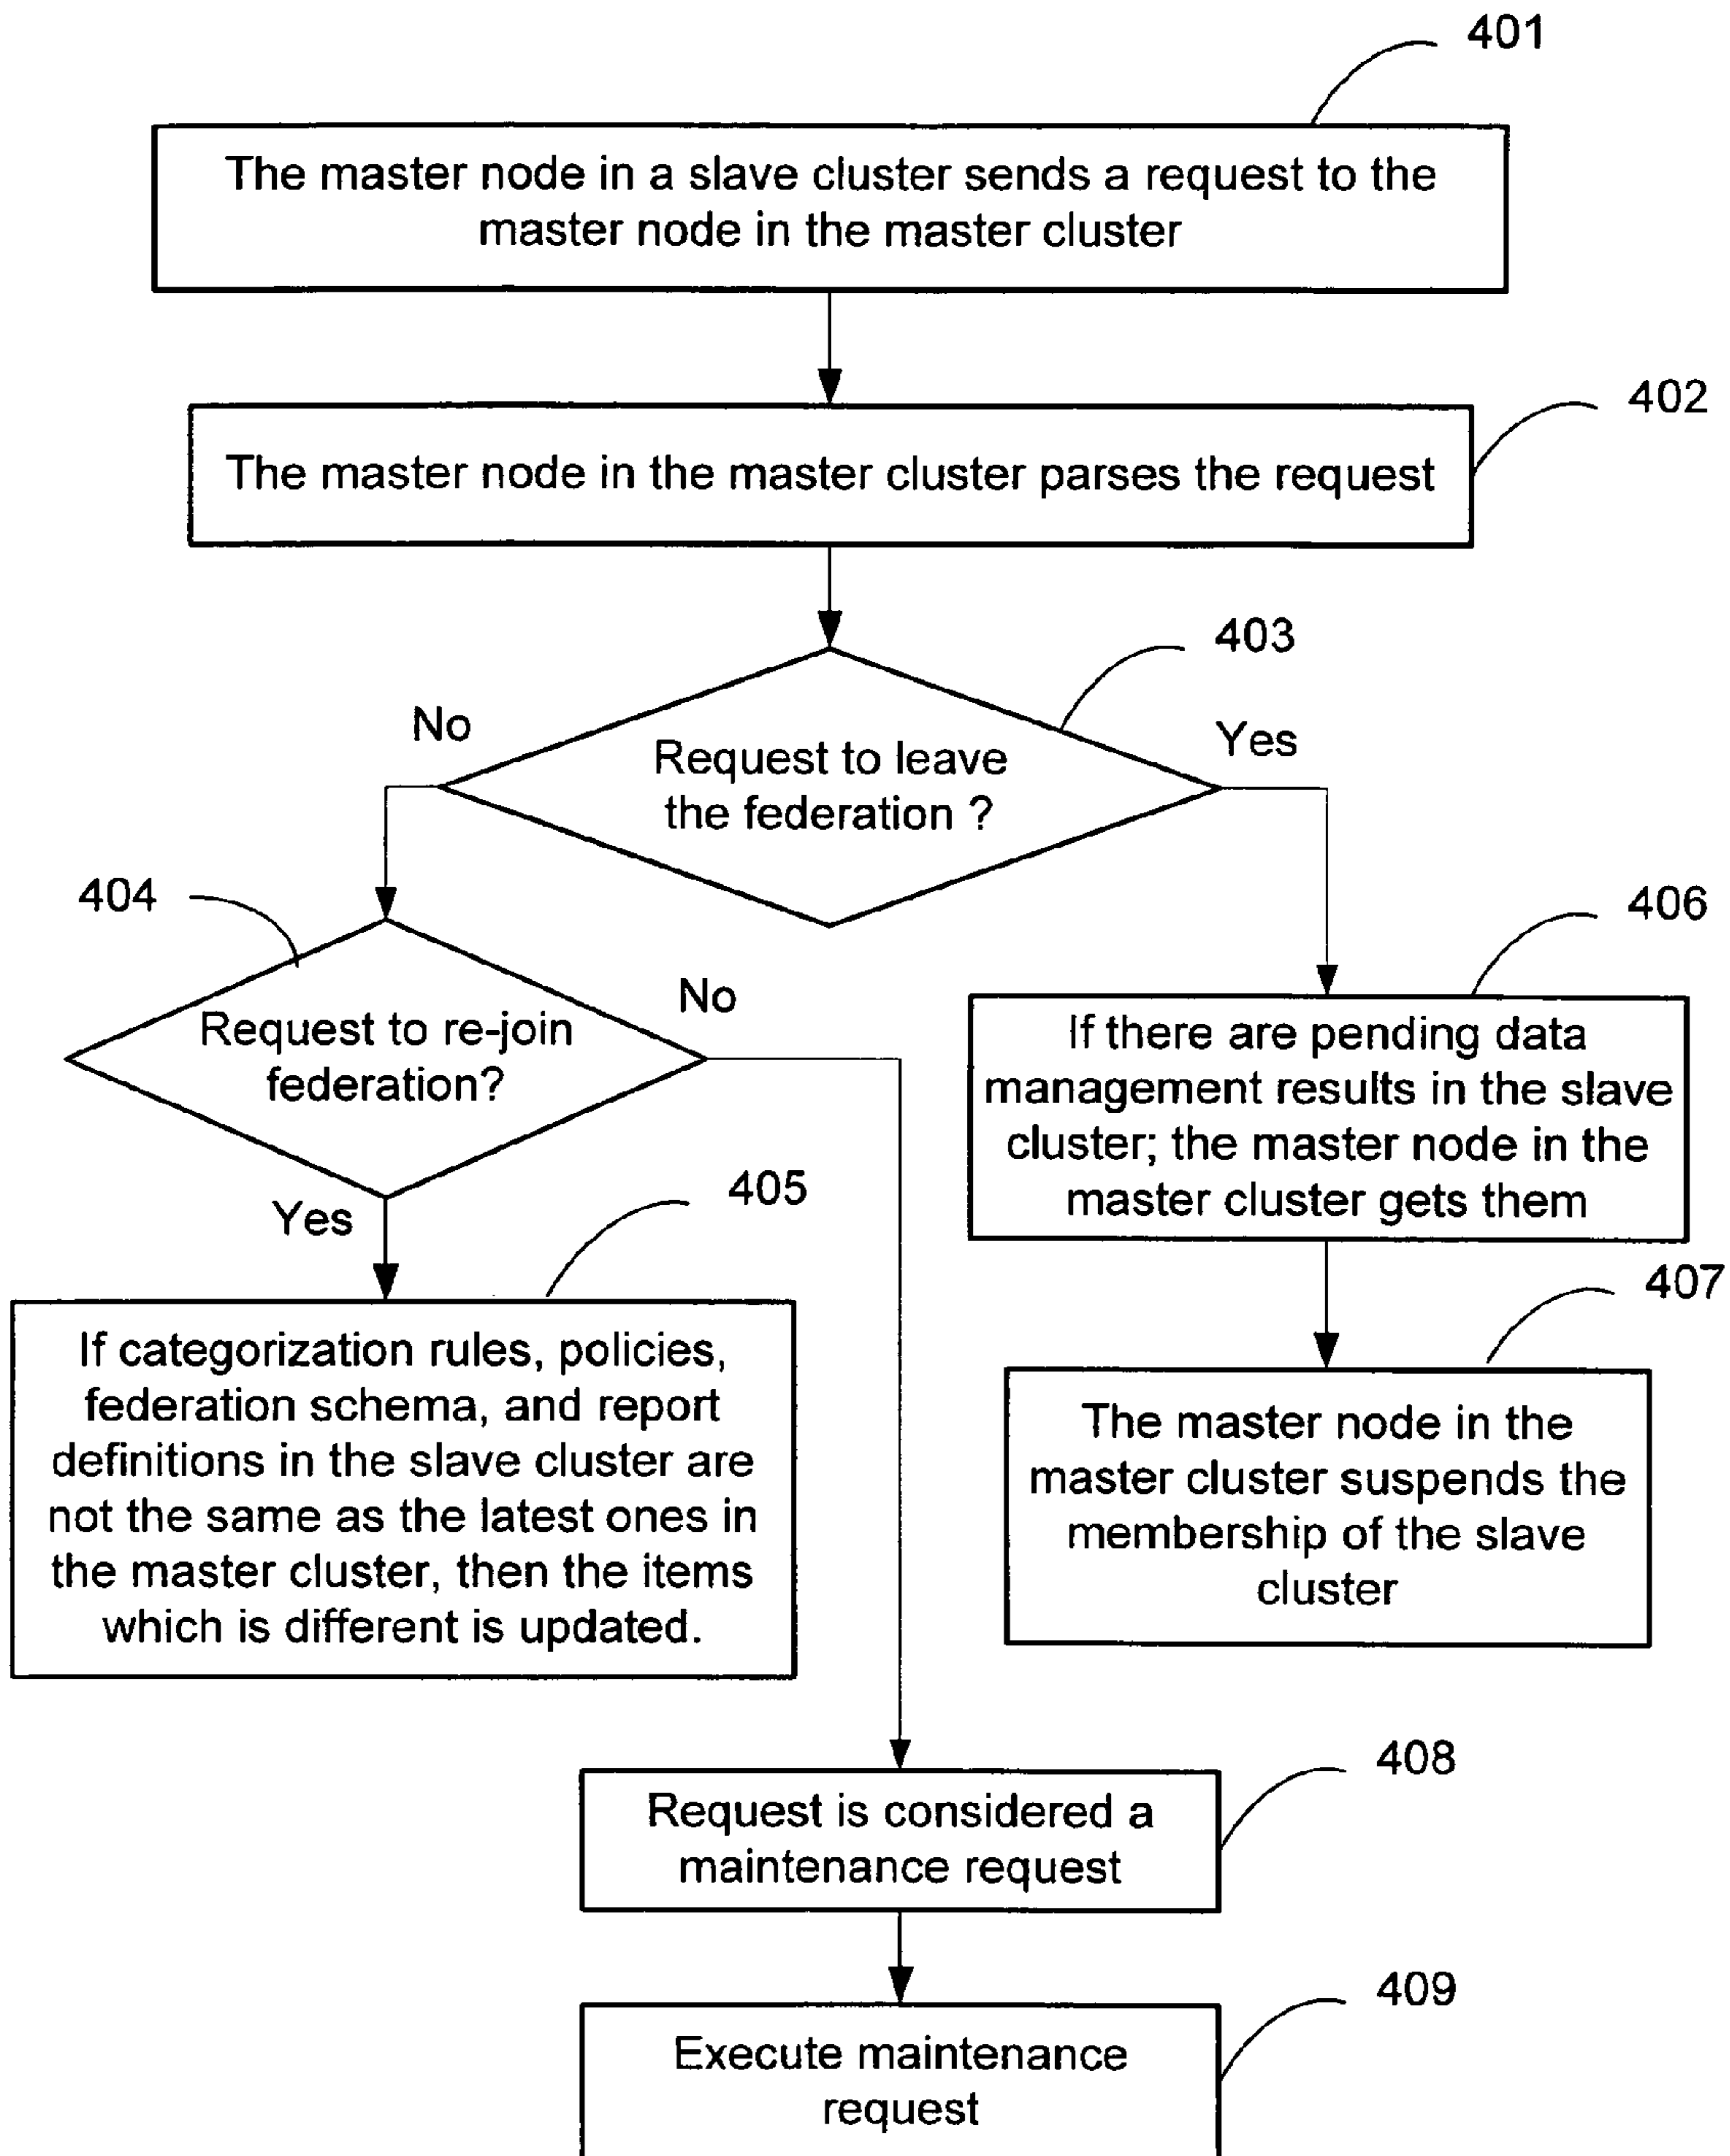 401
The master node in a slave cluster sends a request to the
master node in the master cluster
402
The master node in the master cluster parses the request
403
No
Yes
Request to leave
the federation ?
404
406
No
Request to re-join
federation?
If there are pending data
management results in the slave
cluster; the master node in the
master cluster gets them
Yes
405
407
If categorization rules, policies,
federation schema, and report
definitions in the slave cluster are
not the same as the latest ones in
the master cluster, then the items
which is different is updated.
The master node in the
master cluster suspends the
membership of the slave
cluster
408
Request is considered a
maintenance request
409
Execute maintenance
request